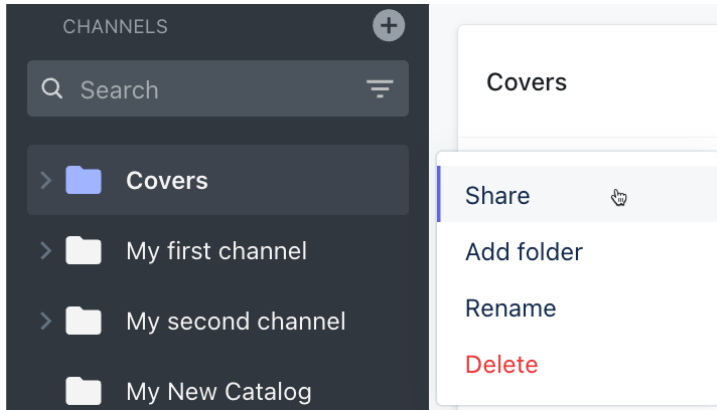 CHANNELS
Search
Covers
My first channel
My second channel
My New Catalog
Covers
Share
Add folder
Rename
Delete